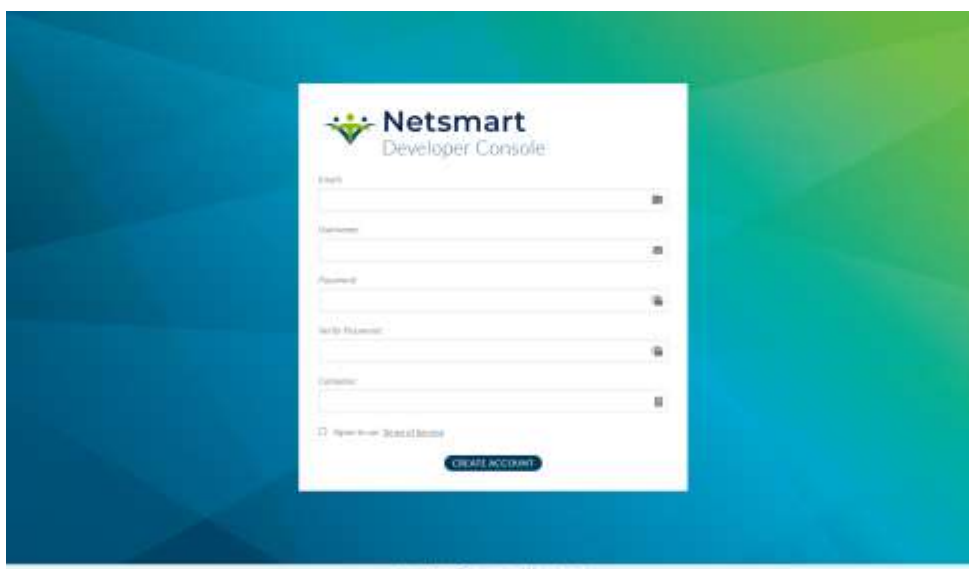 Netsmart
Developer Console
Email
Username
Password
Verify Password
Company
Agree to our Terms of Service
CREATE ACCOUNT